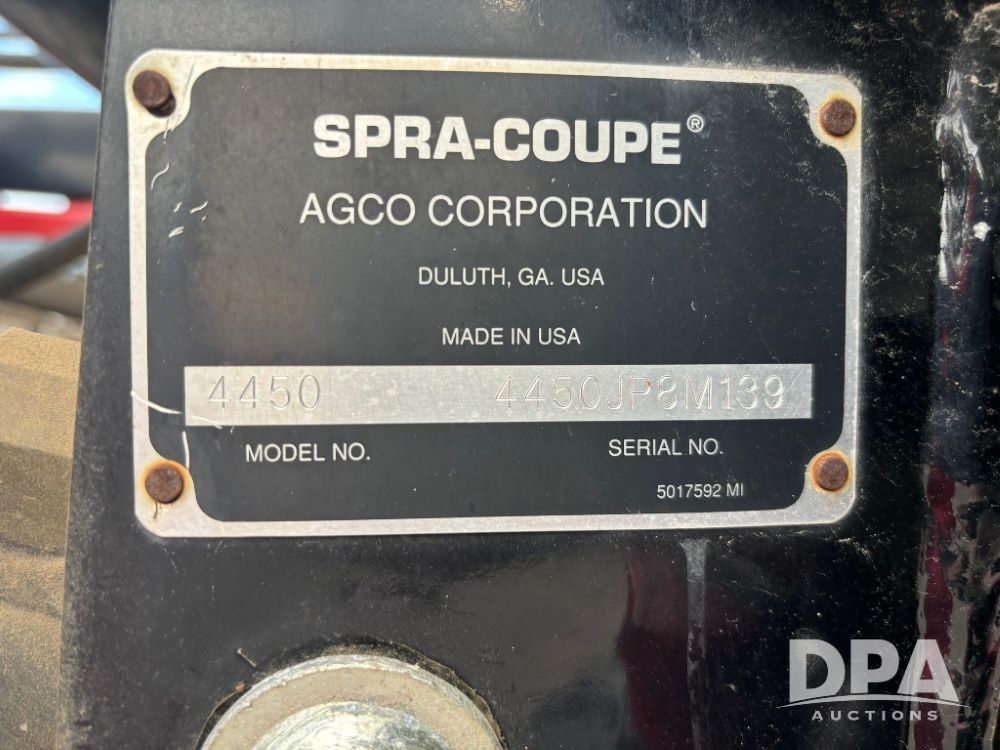 SPRA-COUPE®
AGCO CORPORATION
DULUTH, GA. USA
MADE IN USA
4450 4450JP8M139
MODEL NO. SERIAL NO.
5017592 MI
DPA
AUCTIONS